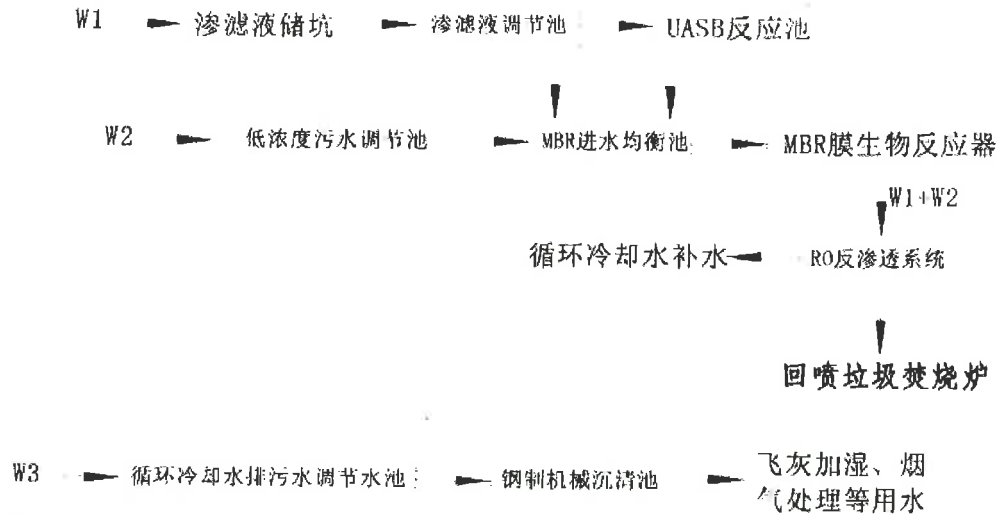 W1 渗滤液储坑 渗滤液调节池 UASB反应池
W2 低浓度污水调节池 MBR进水均衡池 MBR膜生物反应器
W1+W2
循环冷却水补水 RO反渗透系统
回喷垃圾焚烧炉
W3 循环冷却水排污水调节水池 钢制机械沉清池 飞灰加湿、烟
气处理等用水